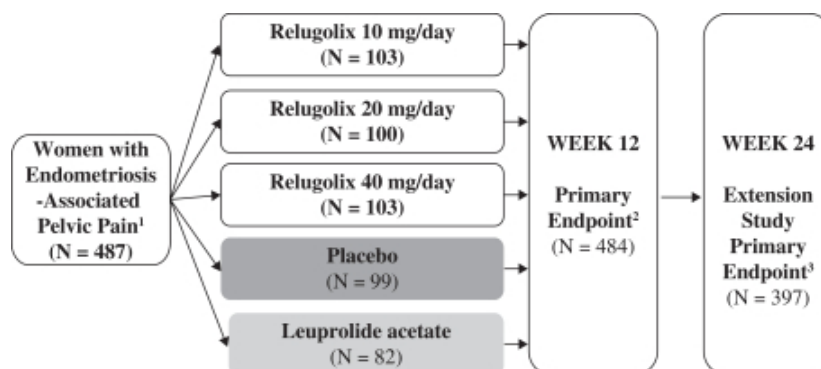 Women with
Endometriosis
-Associated
Pelvic Pain¹
(N = 487)
Relugolix 10 mg/day
(N = 103)
Relugolix 20 mg/day
(N = 100)
Relugolix 40 mg/day
(N = 103)
Placebo
(N = 99)
Leuprolide acetate
(N = 82)
WEEK 12
Primary
Endpoint²
(N = 484)
WEEK 24
Extension
Study
Primary
Endpoint³
(N = 397)